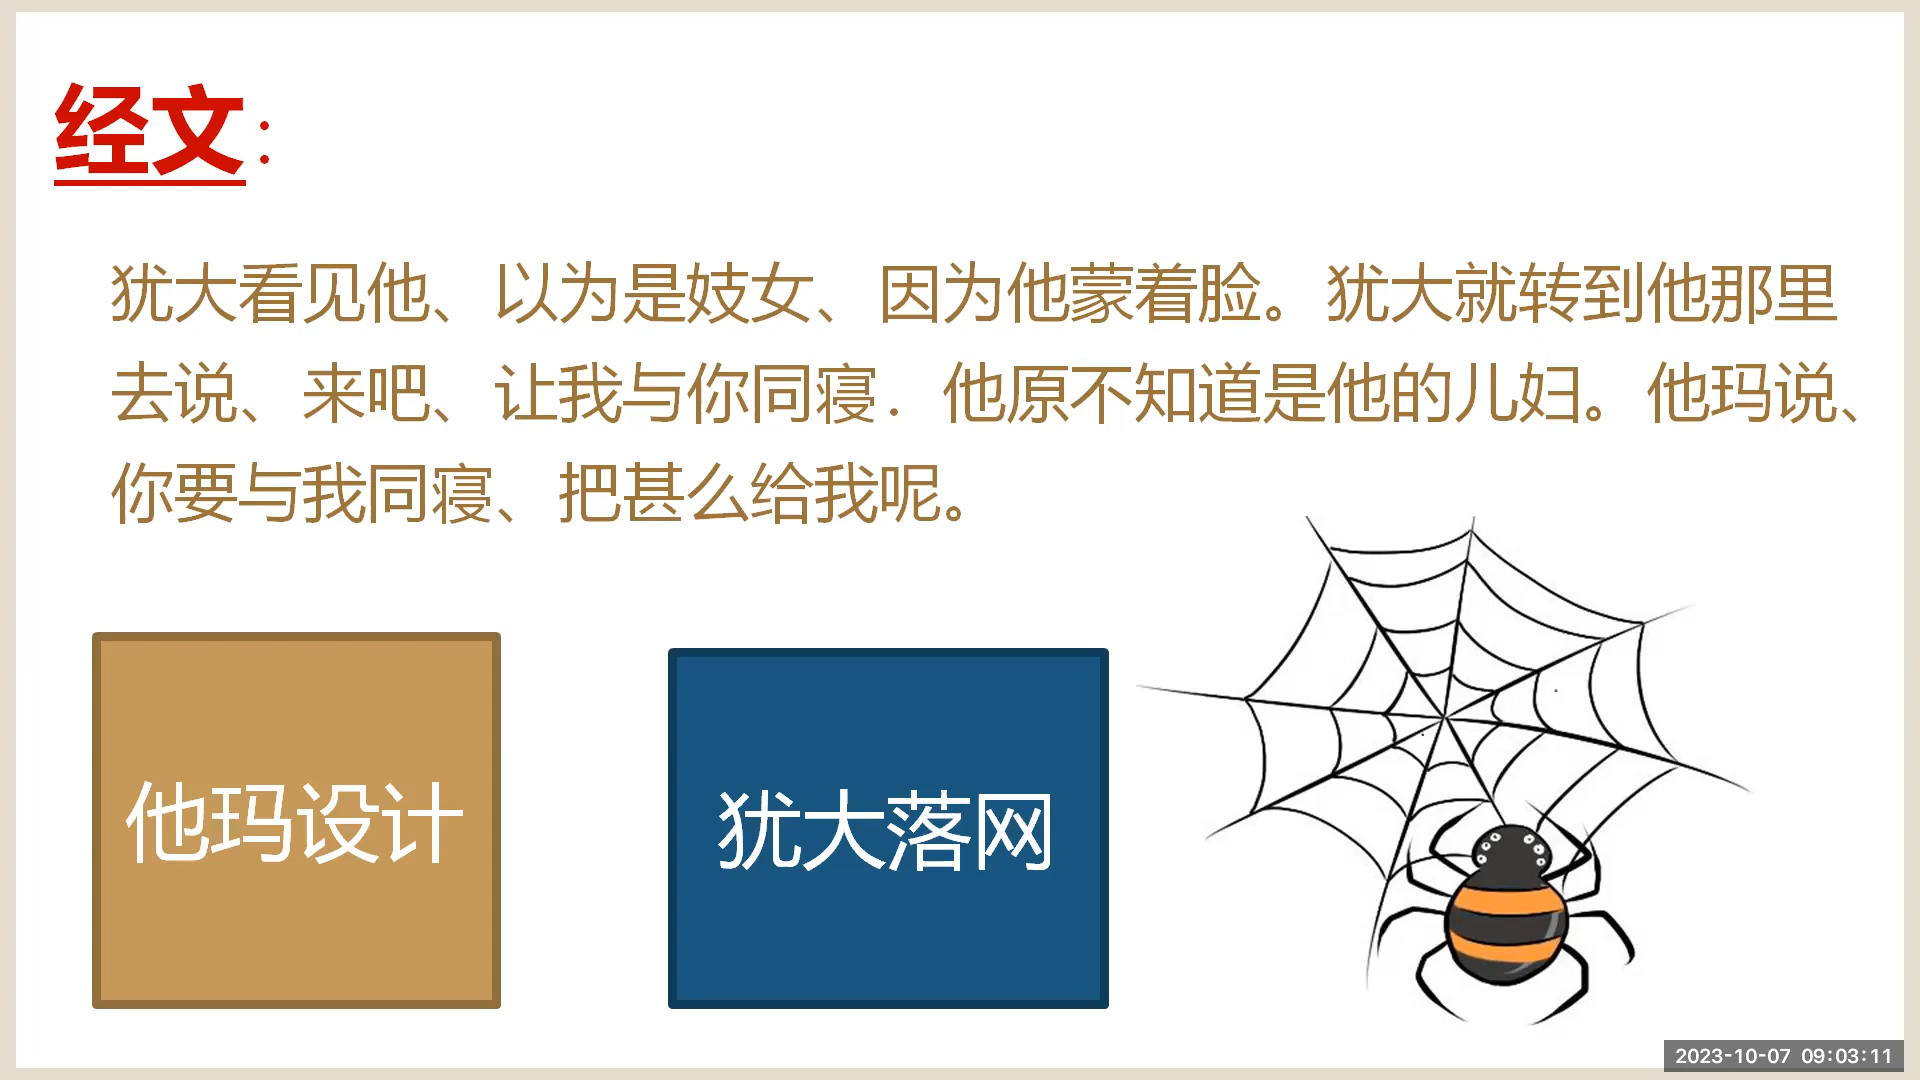 经文：
犹大看见他、以为是妓女、因为他蒙着脸。犹大就转到他那里
去说、来吧、让我与你同寝．他原不知道是他的儿妇。他玛说、
你要与我同寝、把甚么给我呢。
他玛设计
犹大落网
2023-10-07 09:03:11